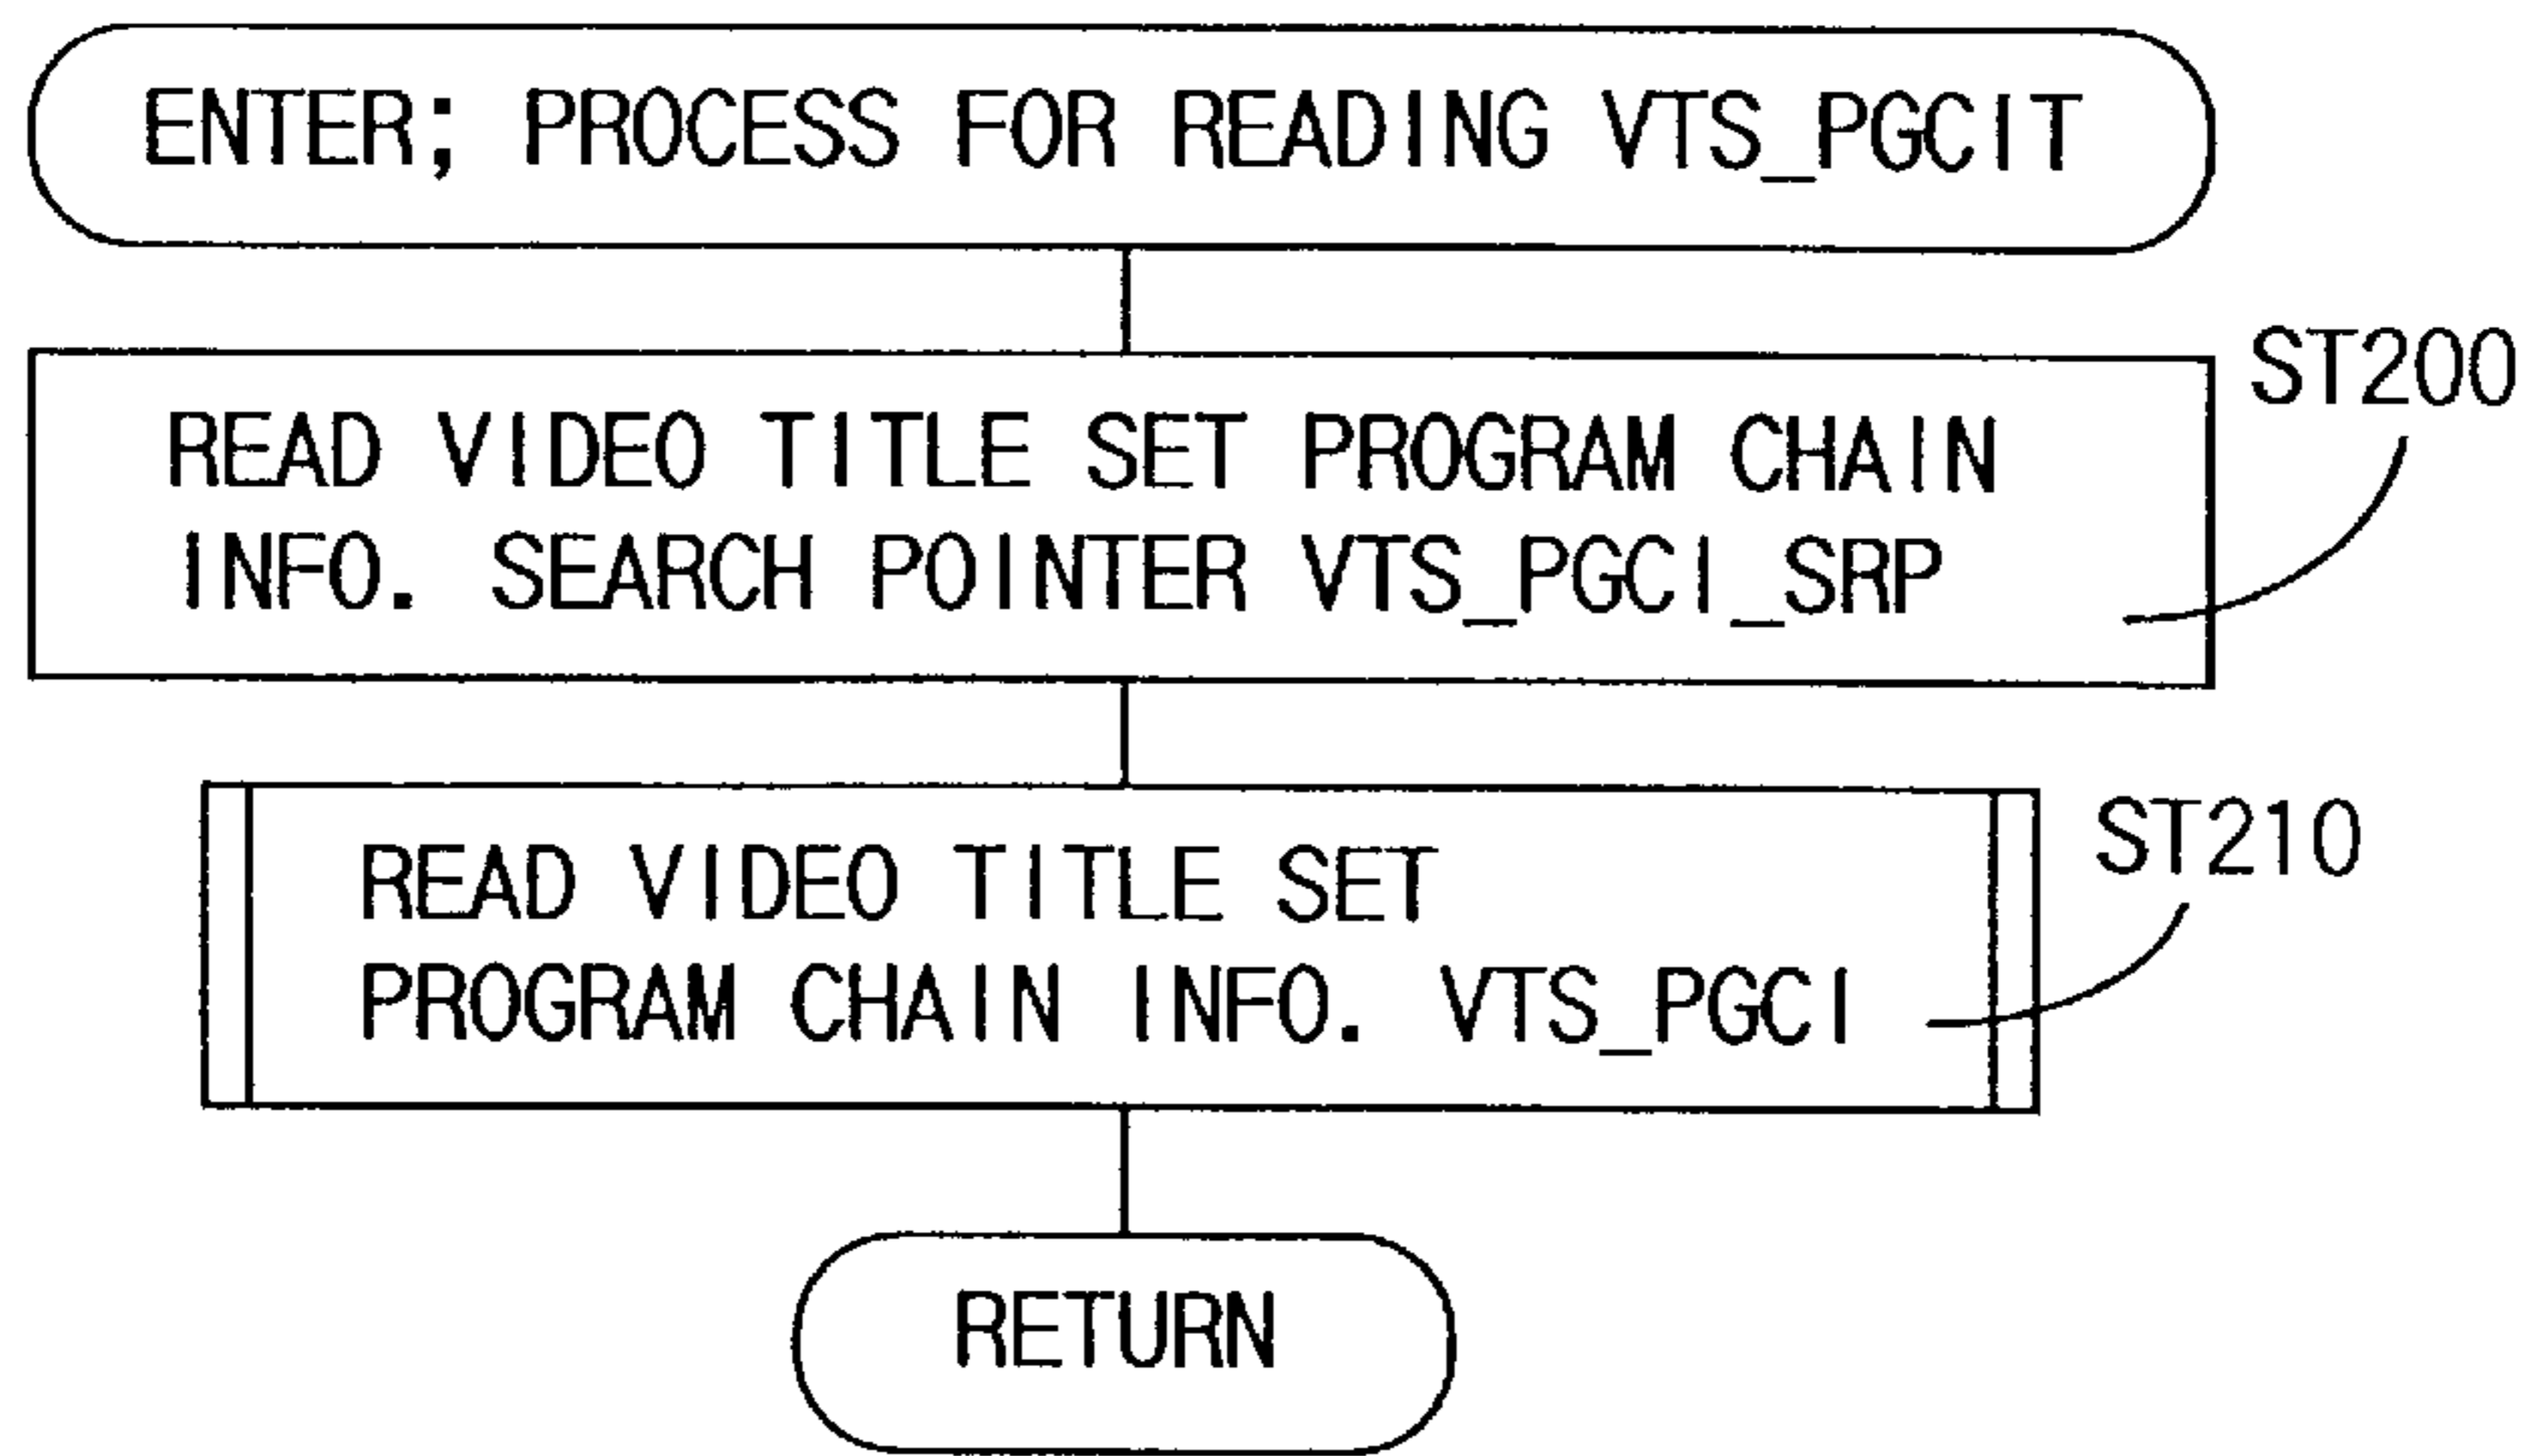 ENTER; PROCESS FOR READING VTS_PGCIT
ST200
READ VIDEO TITLE SET PROGRAM CHAIN
INFO. SEARCH POINTER VTS_PGCI_SRP
ST210
READ VIDEO TITLE SET
PROGRAM CHAIN INFO. VTS_PGCI
RETURN